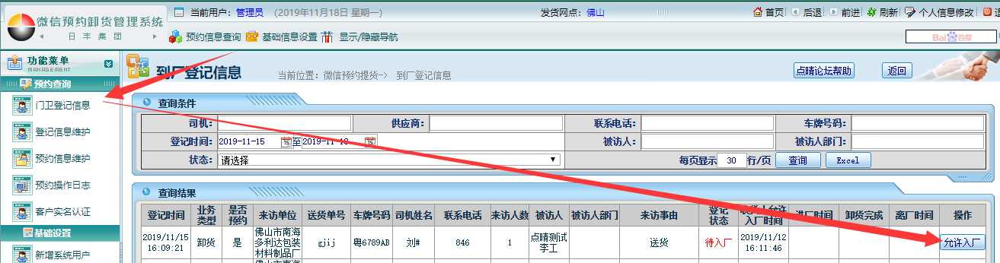 微信预约卸货管理系统
日丰集团
当前用户：管理员 （2019年11月18日 星期一）
发货网点：佛山
首页 后退 前进 刷新 个人信息修改
预约信息查询 基础信息设置 显示/隐藏导航
Bai百度
功能菜单
MANAGEMENT
预约查询
门卫登记信息
登记信息维护
预约信息维护
预约操作日志
客户实名认证
基础设置
新增系统用户
到厂登记信息
当前位置：微信预约提货-> 到厂登记信息
点晴论坛帮助 返回
查询条件
司机： 供应商： 联系电话： 车牌号码：
登记时间： 2019-11-15 至 被访人： 被访人部门：
状态： 请选择 每页显示 30 行/页 查询 Excel
查询结果
登记时间 业务类型 是否预约 来访单位 送货单号 车牌号码 司机姓名 联系电话 来访人数 被访人 被访人部门 来访事由 登记状态 入厂时间 进厂时间 卸货完成 离厂时间 操作
2019/11/15 16:09:21 卸货 是 佛山市南海多利达包装材料制品厂 gjij 粤6789AB 刘# 846 1 点晴测试李工 送货 待入厂 2019/11/12 16:11:46 允许入厂